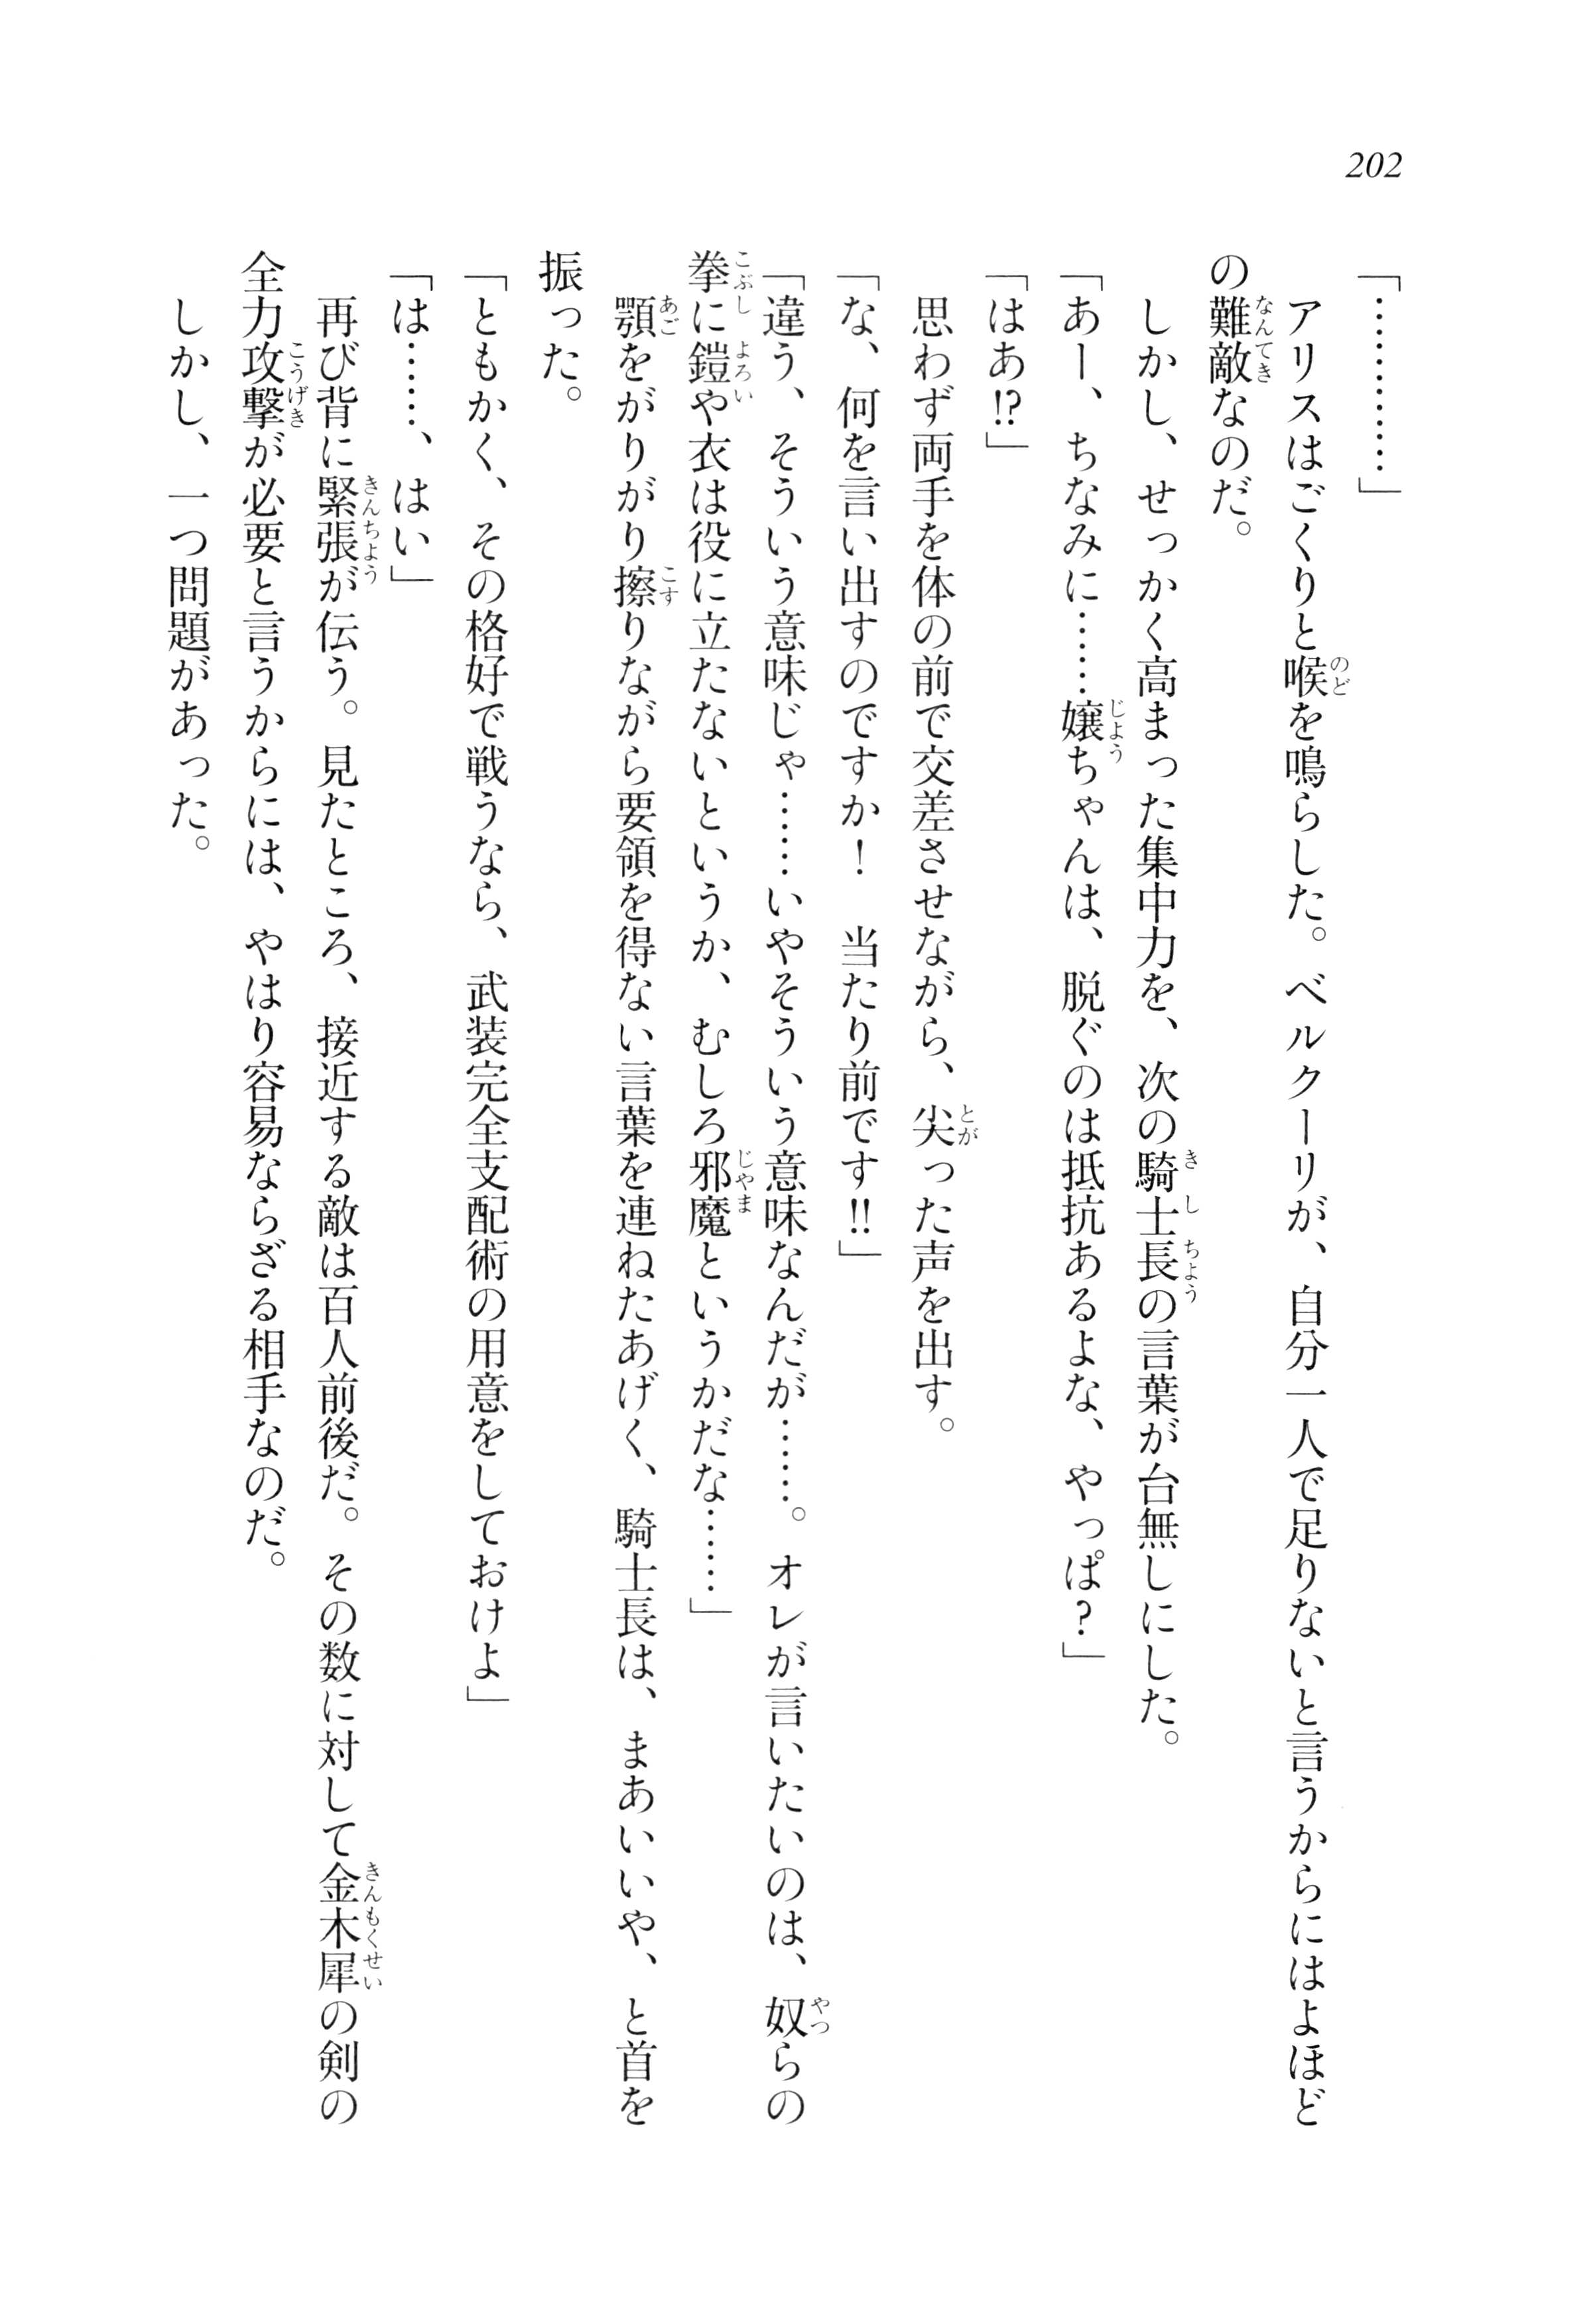 202
「…………」
アリスはごくりと喉を鳴らした。ベルクーリが、自分一人で足りないと言うからにはよほど
の難敵なのだ。
しかし、せっかく高まった集中力を、次の騎士長の言葉が台無しにした。
「あー、ちなみに……嬢ちゃんは、脱ぐのは抵抗あるよな、やっぱ?」
「はあ!?」
思わず両手を体の前で交差させながら、尖った声を出す。
「な、何を言い出すのですか! 当たり前です!!」
「違う、そういう意味じゃ……いやそういう意味なんだが……。オレが言いたいのは、奴らの
拳に鎧や衣は役に立たないというか、むしろ邪魔というかだな……」
顎をがりがり擦りながら要領を得ない言葉を連ねたあげく、騎士長は、まあいいや、と首を
振った。
「ともかく、その格好で戦うなら、武装完全支配術の用意をしておけよ」
「は……、はい」
再び背に緊張が伝う。見たところ、接近する敵は百人前後だ。その数に対して金木犀の剣の
全力攻撃が必要と言うからには、やはり容易ならざる相手なのだ。
しかし、一つ問題があった。